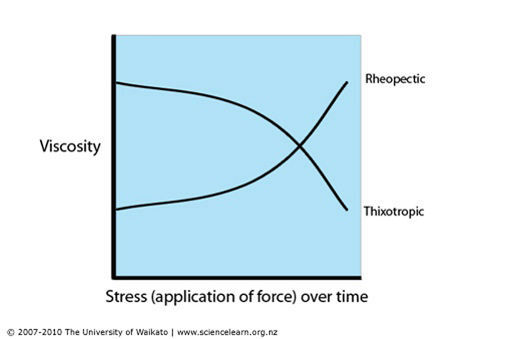 Rheopectic
Viscosity
Thixotropic
Stress (application of force) over time
© 2007-2010 The University of Waikato | www.sciencelearn.org.nz